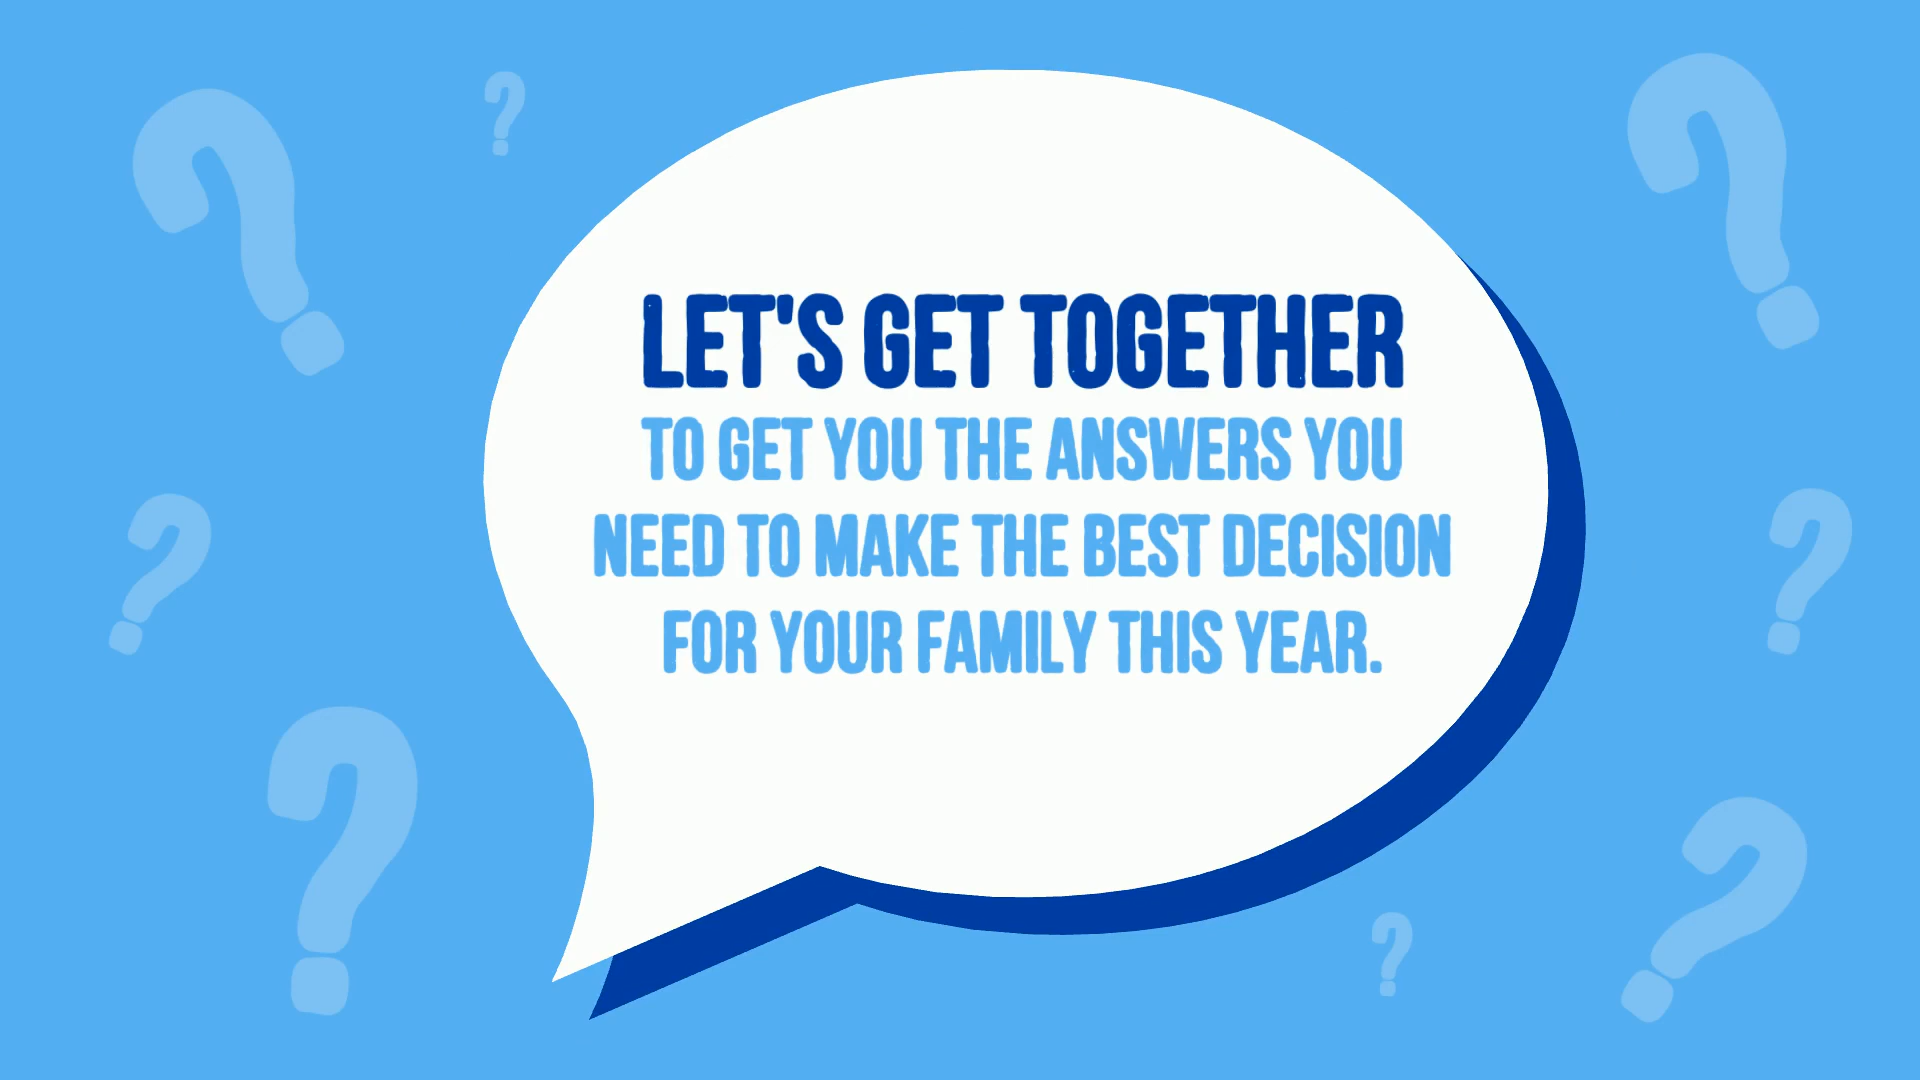 LET'S GET TOGETHER
TO GET YOU THE ANSWERS YOU
NEED TO MAKE THE BEST DECISION
FOR YOUR FAMILY THIS YEAR.